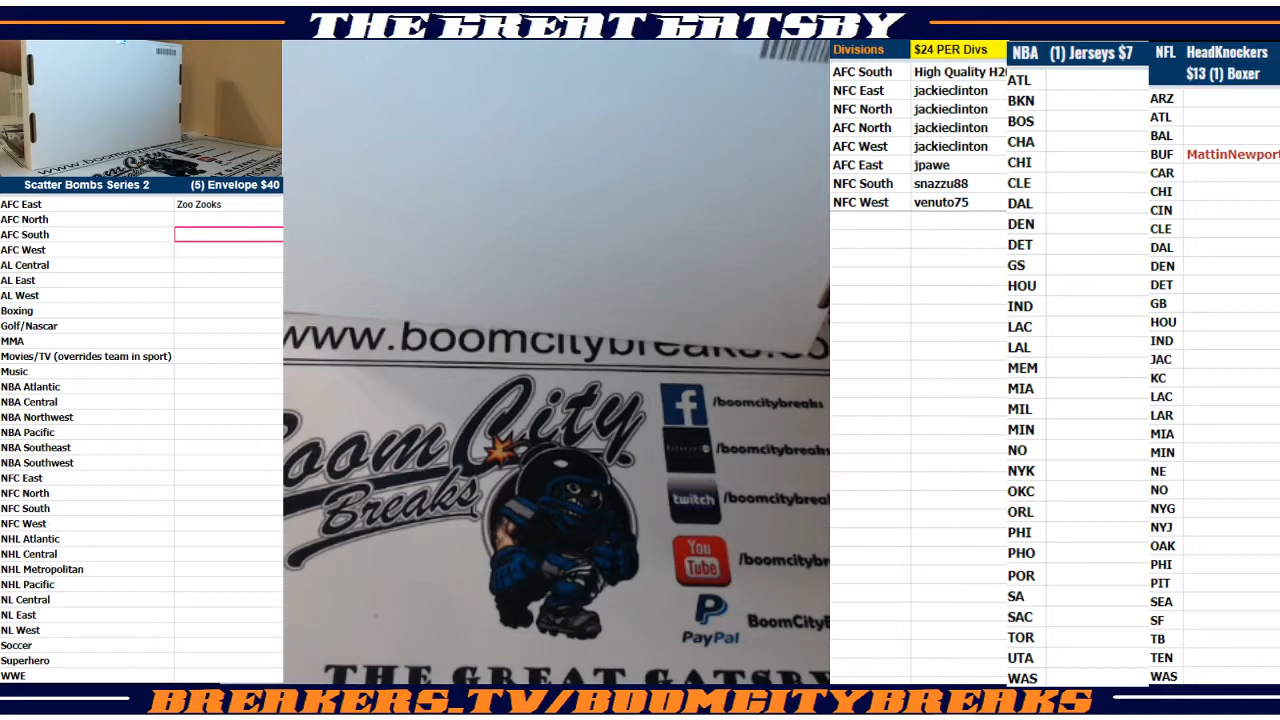 THE GREAT GATSBY
Scatter Bombs Series 2 (5) Envelope $40
AFC East Zoo Zooks
AFC North
AFC South
AFC West
AL Central
AL East
AL West
Boxing
Golf/Nascar
MMA
Movies/TV (overrides team in sport)
Music
NBA Atlantic
NBA Central
NBA Northwest
NBA Pacific
NBA Southeast
NBA Southwest
NFC East
NFC North
NFC South
NFC West
NHL Atlantic
NHL Central
NHL Metropolitan
NHL Pacific
NL Central
NL East
NL West
Soccer
Superhero
WWE
www.boomcitybreaks.co
Boom City
Breaks
/boomcitybreaks
/boomcitybreaks
twitch /boomcitybrea
You Tube /boomcitybr
PayPal BoomCityB
THE GREAT GATSBY
Divisions $24 PER Divs
AFC South High Quality H2
NFC East jackieclinton
NFC North jackieclinton
AFC North jackieclinton
AFC West jackieclinton
AFC East jpawe
NFC South snazzu88
NFC West venuto75
NBA (1) Jerseys $7
ATL
BKN
BOS
CHA
CHI
CLE
DAL
DEN
DET
GS
HOU
IND
LAC
LAL
MEM
MIA
MIL
MIN
NO
NYK
OKC
ORL
PHI
PHO
POR
SA
SAC
TOR
UTA
WAS
NFL HeadKnockers
$13 (1) Boxer
ARZ
ATL
BAL
BUF MattinNewport
CAR
CHI
CIN
CLE
DAL
DEN
DET
GB
HOU
IND
JAC
KC
LAC
LAR
MIA
MIN
NE
NO
NYG
NYJ
OAK
PHI
PIT
SEA
SF
TB
TEN
WAS
BREAKERS.TV/BOOMCITYBREAKS